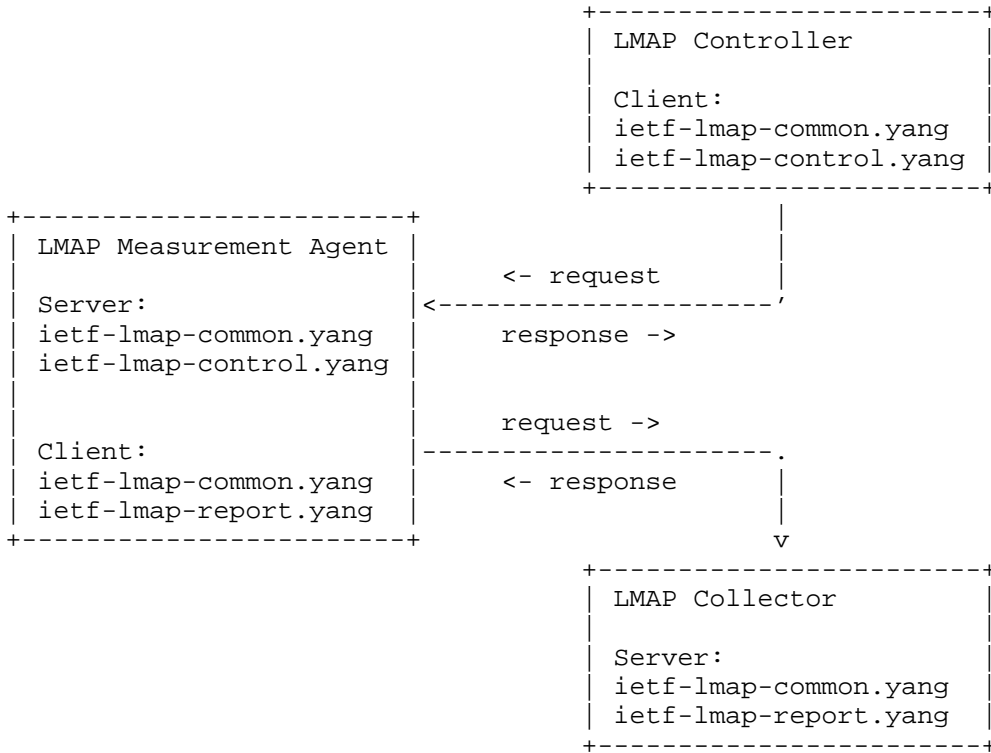 LMAP Controller
Client:
ietf-lmap-common.yang
ietf-lmap-control.yang
LMAP Measurement Agent
<- request
Server:
ietf-lmap-common.yang
response ->
ietf-lmap-control.yang
request ->
Client:
ietf-lmap-common.yang
<- response
ietf-lmap-report.yang
v
LMAP Collector
Server:
ietf-lmap-common.yang
ietf-lmap-report.yang